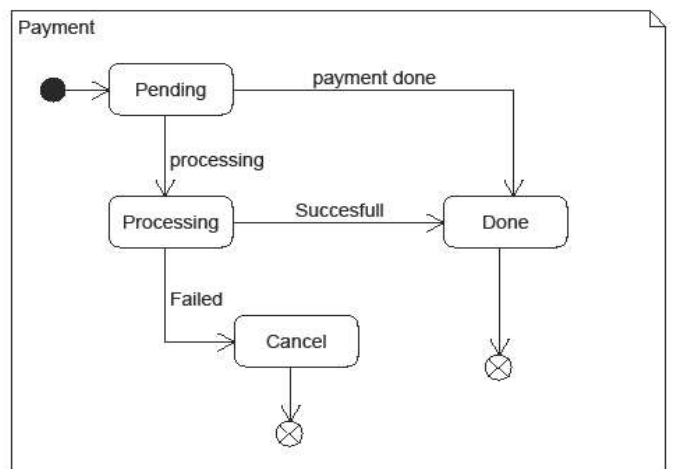 Payment
payment done
Pending
processing
Processing
Succesfull
Done
Failed
Cancel